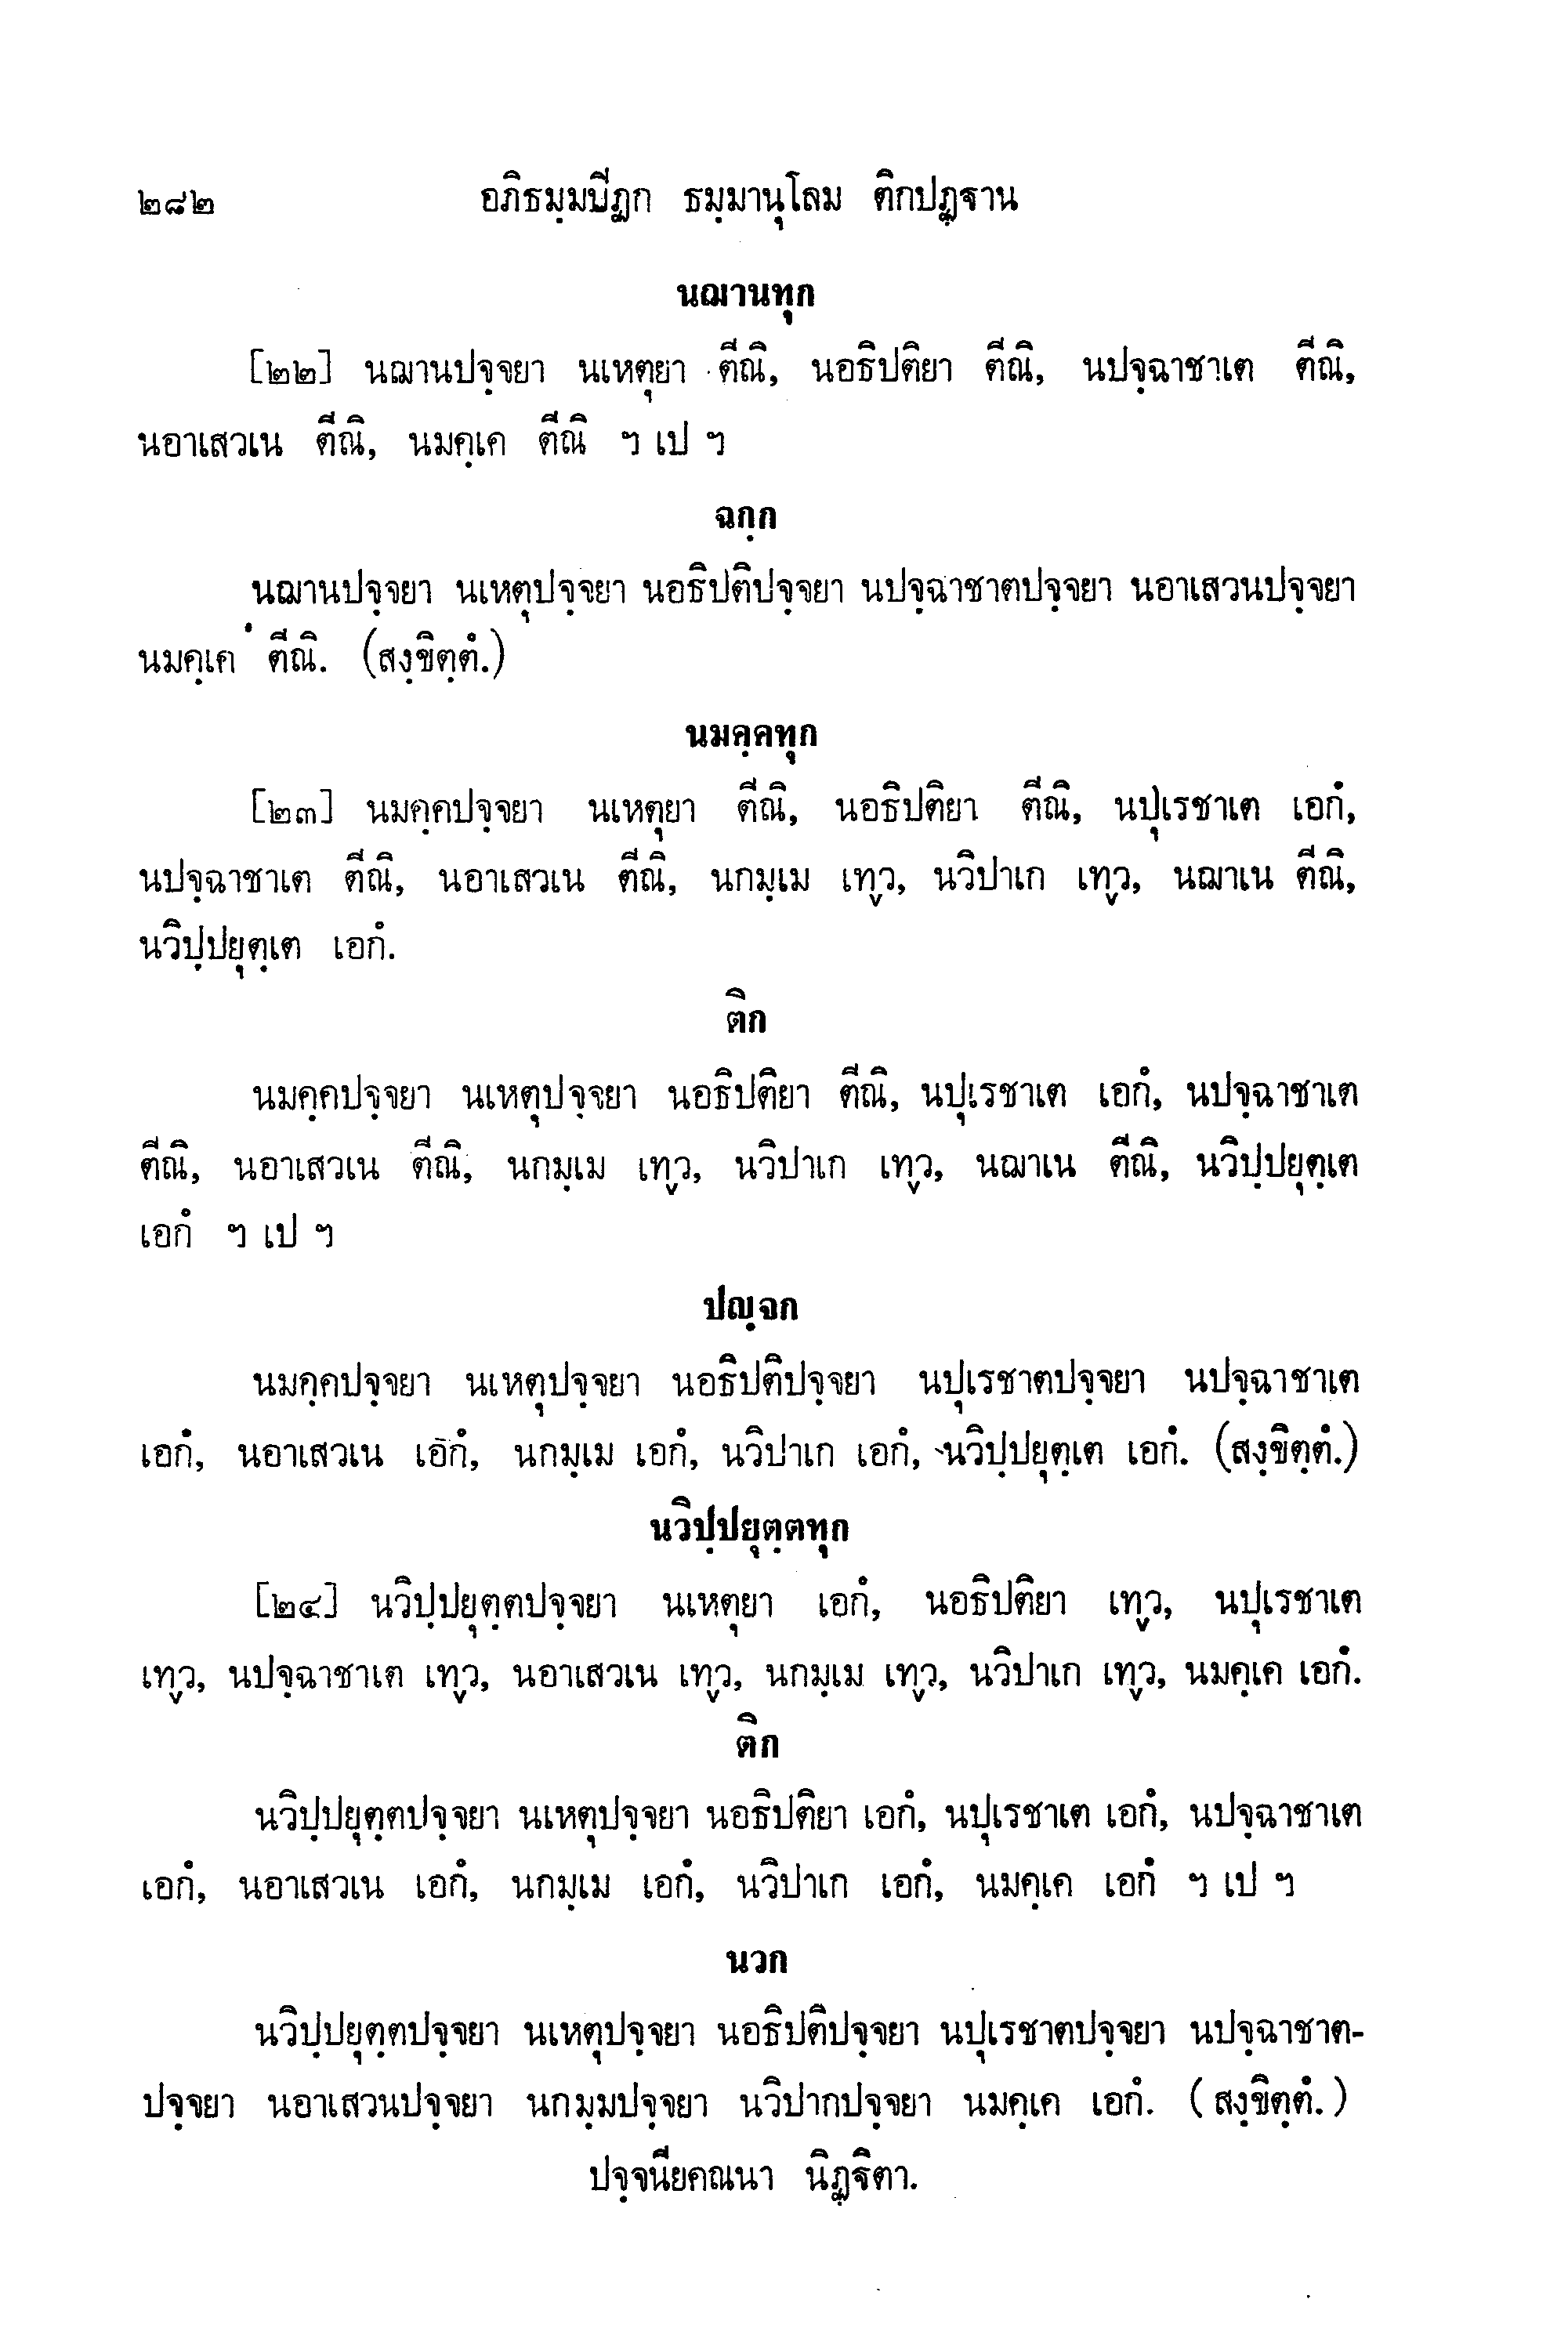 ๒๘๒ อภิธมฺมปีฏก ธมฺมานุโลม ติกปฏฺฐาน
นฌานทุก
[๒๒] นฌานปจฺจยา นเหตุยา ตีณิ, นอธิปติยา ตีณิ, นปจฺฉาชาเต ตีณิ,
นอาเสวเน ตีณิ, นมคฺเค ตีณิ ฯ เป ฯ
ฉกฺก
นฌานปจฺจยา นเหตุปจฺจยา นอธิปติปจฺจยา นปจฺฉาชาตปจฺจยา นอาเสวนปจฺจยา
นมคฺเค ตีณิ. (สงฺขิตฺตํ.)
นมคฺคทุก
[๒๓] นมคฺคปจฺจยา นเหตุยา ตีณิ, นอธิปติยา ตีณิ, นปุเรชาเต เอกํ,
นปจฺฉาชาเต ตีณิ, นอาเสวเน ตีณิ, นกมฺเม เทฺว, นวิปาเก เทฺว, นฌาเน ตีณิ,
นวิปฺปยุตฺเต เอกํ.
ติก
นมคฺคปจฺจยา นเหตุปจฺจยา นอธิปติยา ตีณิ, นปุเรชาเต เอกํ, นปจฺฉาชาเต
ตีณิ, นอาเสวเน ตีณิ, นกมฺเม เทฺว, นวิปาเก เทฺว, นฌาเน ตีณิ, นวิปฺปยุตฺเต
เอกํ ฯ เป ฯ
ปญฺจก
นมคฺคปจฺจยา นเหตุปจฺจยา นอธิปติปจฺจยา นปุเรชาตปจฺจยา นปจฺฉาชาเต
เอกํ, นอาเสวเน เอกํ, นกมฺเม เอกํ, นวิปาเก เอกํ, นวิปฺปยุตฺเต เอกํ. (สงฺขิตฺตํ.)
นวิปฺปยุตฺตทุก
[๒๔] นวิปฺปยุตฺตปจฺจยา นเหตุยา เอกํ, นอธิปติยา เทฺว, นปุเรชาเต
เทฺว, นปจฺฉาชาเต เทฺว, นอาเสวเน เทฺว, นกมฺเม เทฺว, นวิปาเก เทฺว, นมคฺเค เอกํ.
ติก
นวิปฺปยุตฺตปจฺจยา นเหตุปจฺจยา นอธิปติยา เอกํ, นปุเรชาเต เอกํ, นปจฺฉาชาเต
เอกํ, นอาเสวเน เอกํ, นกมฺเม เอกํ, นวิปาเก เอกํ, นมคฺเค เอกํ ฯ เป ฯ
นวก
นวิปฺปยุตฺตปจฺจยา นเหตุปจฺจยา นอธิปติปจฺจยา นปุเรชาตปจฺจยา นปจฺฉาชาต-
ปจฺจยา นอาเสวนปจฺจยา นกมฺมปจฺจยา นวิปากปจฺจยา นมคฺเค เอกํ. (สงฺขิตฺตํ.)
ปจฺจนียคณนา นิฏฺฐิตา.